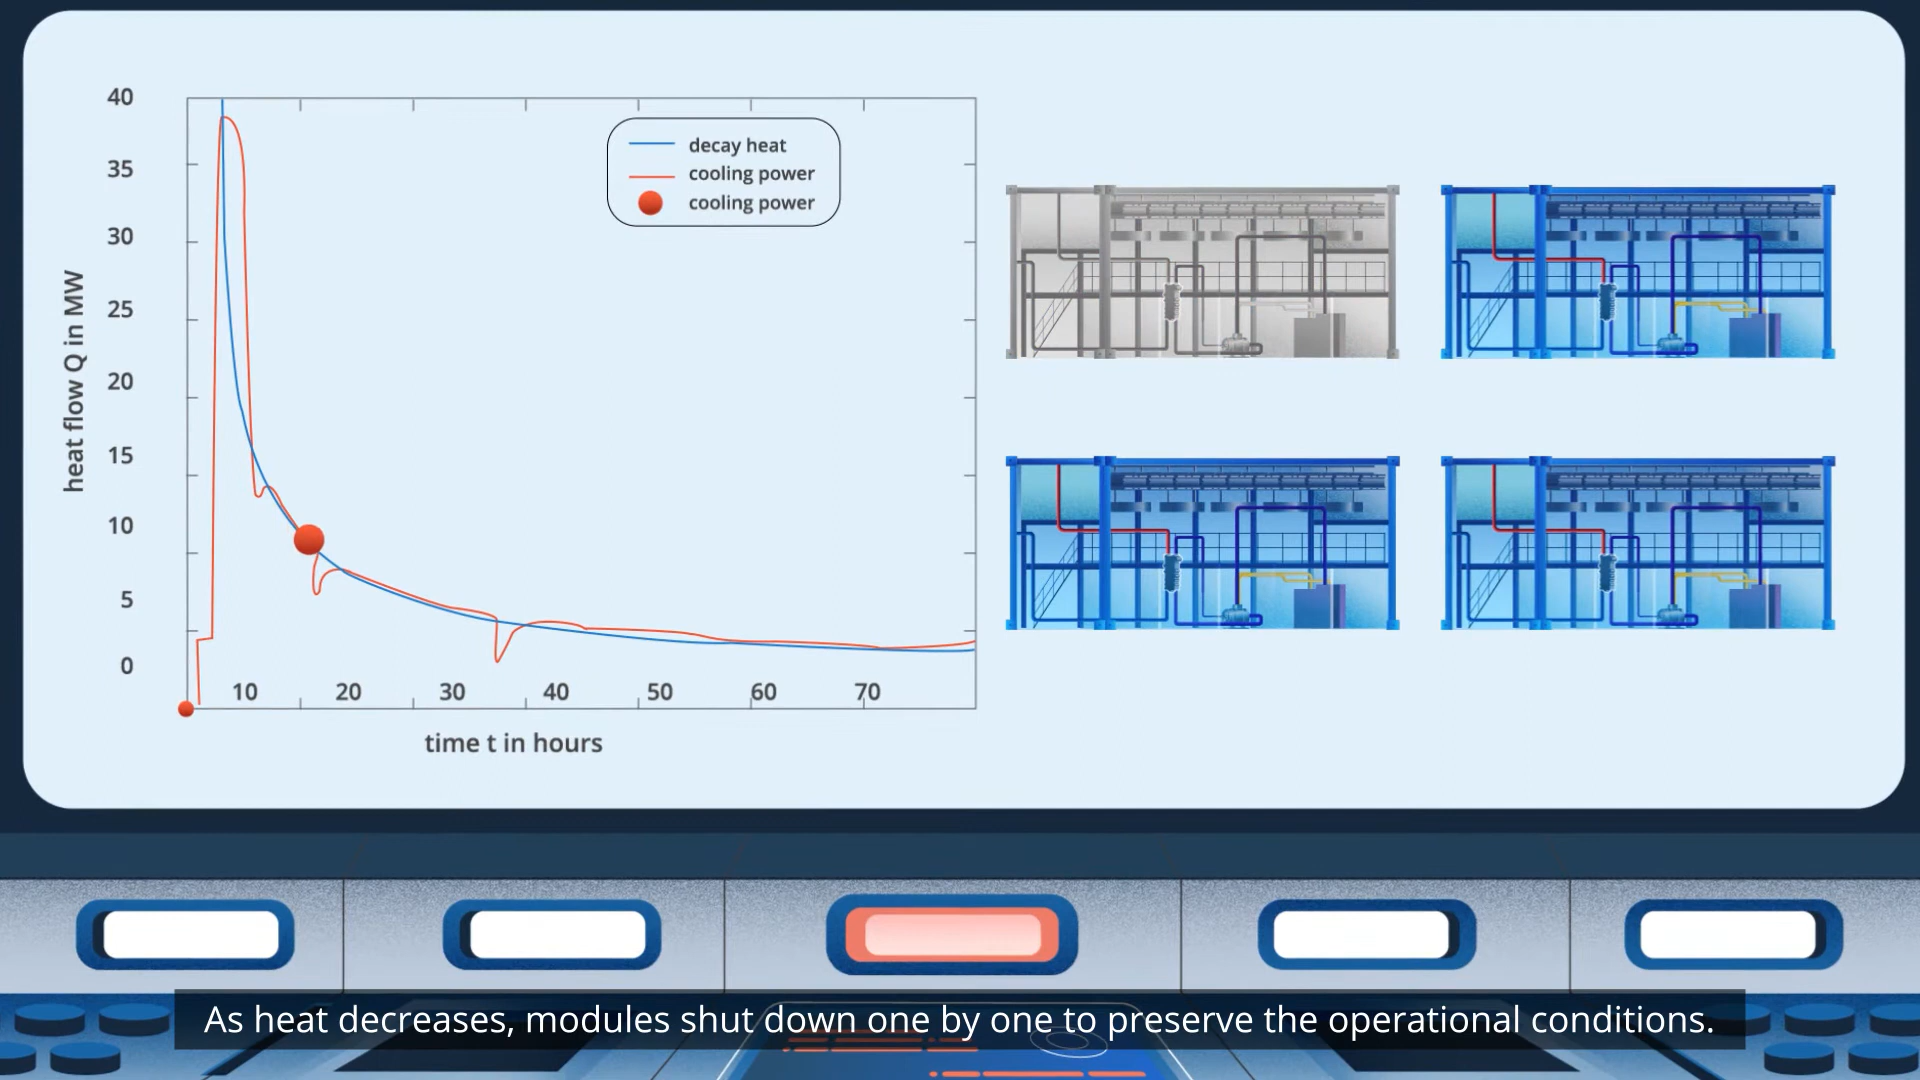 40
35
30
25
20
15
10
5
0
heat flow Q in MW
decay heat
cooling power
cooling power
10 20 30 40 50 60 70
time t in hours
As heat decreases, modules shut down one by one to preserve the operational conditions.